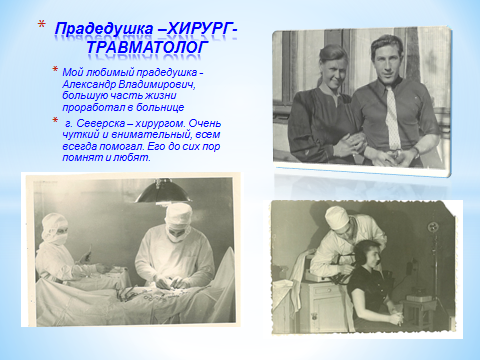 * Прадедушка –ХИРУРГ-
ТРАВМАТОЛОГ
* Мой любимый прадедушка -
Александр Владимирович,
большую часть жизни
проработал в больнице
* г. Северска – хирургом. Очень
чуткий и внимательный, всем
всегда помогал. Его до сих пор
помнят и любят.